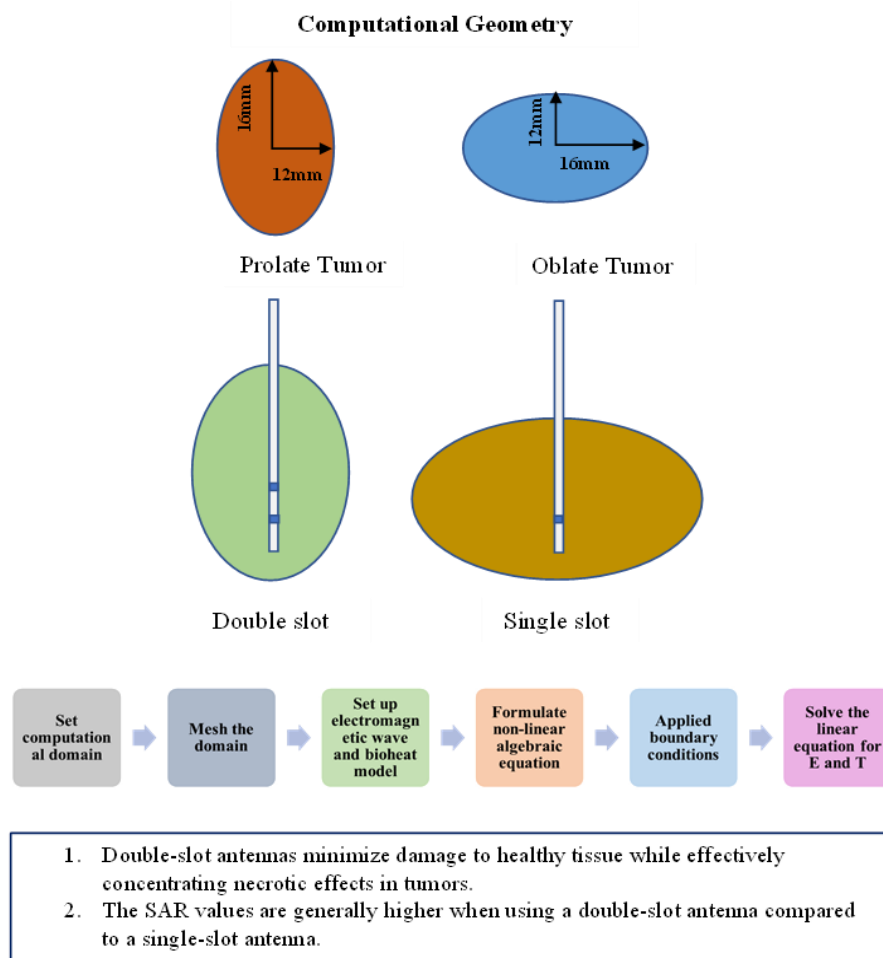 Computational Geometry
16mm
12mm
12mm
16mm
Prolate Tumor
Oblate Tumor
Double slot
Single slot
Set
computation
al domain
Mesh the
domain
Set up
electromagn
etic wave
and bioheat
model
Formulate
non-linear
algebraic
equation
Applied
boundary
conditions
Solve the
linear
equation for
E and T
1. Double-slot antennas minimize damage to healthy tissue while effectively
concentrating necrotic effects in tumors.
2. The SAR values are generally higher when using a double-slot antenna compared
to a single-slot antenna.